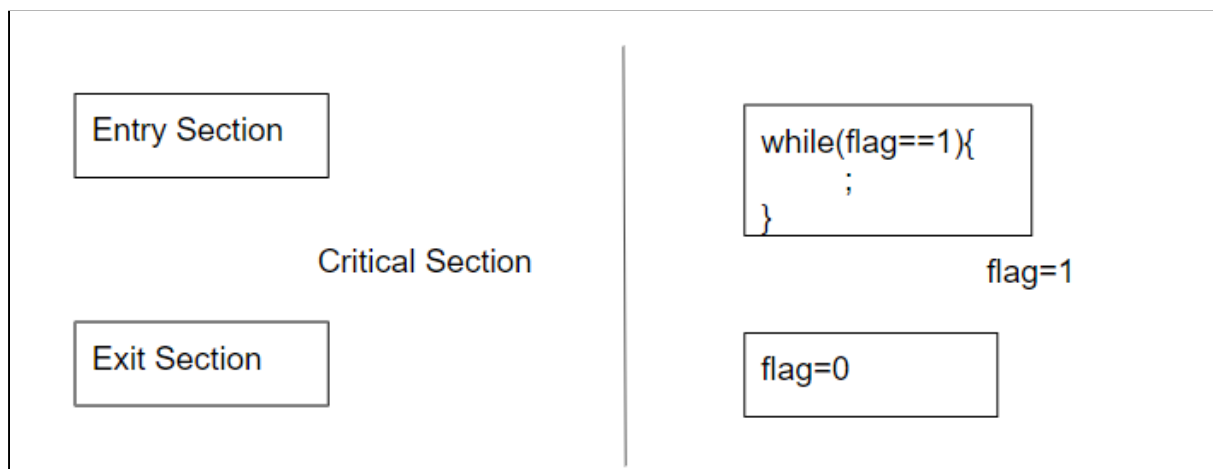 Entry Section
Critical Section
Exit Section
while(flag==1){
;
}
flag=1
flag=0